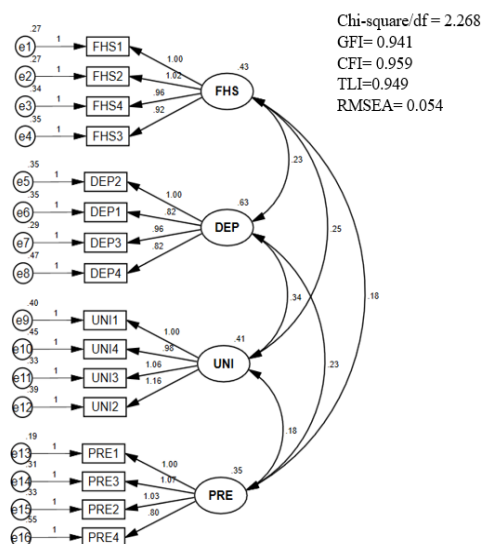 Chi-square/df = 2.268
GFI= 0.941
CFI= 0.959
TLI=0.949
RMSEA= 0.054
.27
e1 1 FHS1 1.00
.27
e2 1 FHS2 1.02
.34
e3 1 FHS4 .96
.35
e4 1 FHS3 .92
.43
FHS
.23
.35
e5 1 DEP2 1.00
.35
e6 1 DEP1 .82
.29
e7 1 DEP3 .96
.47
e8 1 DEP4 .82
.63
DEP
.25
.34
.18
.40
e9 1 UNI1 1.00
.45
e10 1 UNI4 .98
.33
e11 1 UNI3 1.06
.39
e12 1 UNI2 1.16
.41
UNI
.23
.18
.19
e13 1 PRE1 1.00
.31
e14 1 PRE3 1.07
.33
e15 1 PRE2 1.03
.55
e16 1 PRE4 .80
.35
PRE